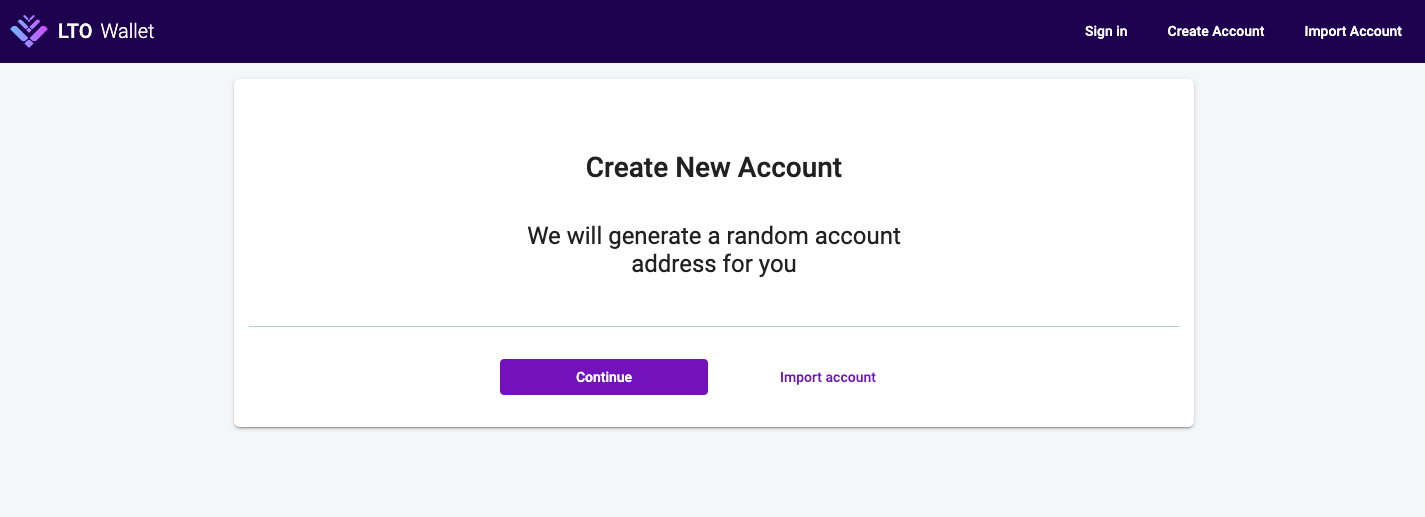 LTO Wallet
Sign in
Create Account
Import Account
Create New Account
We will generate a random account
address for you
Continue
Import account